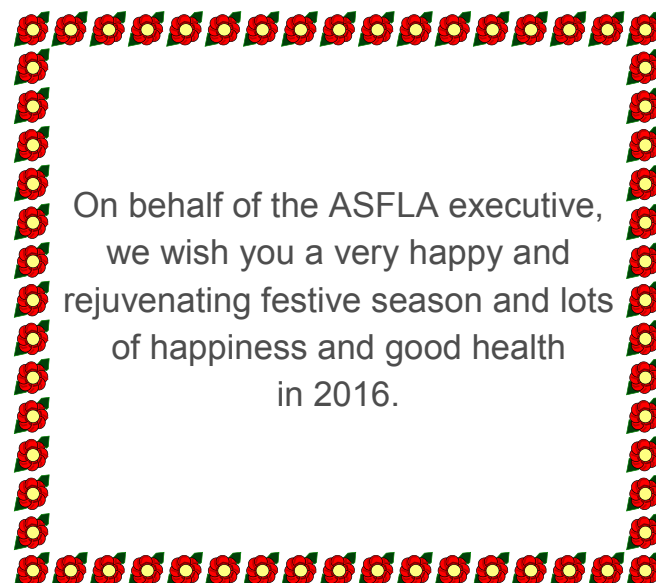 On behalf of the ASFLA executive,
we wish you a very happy and
rejuvenating festive season and lots
of happiness and good health
in 2016.